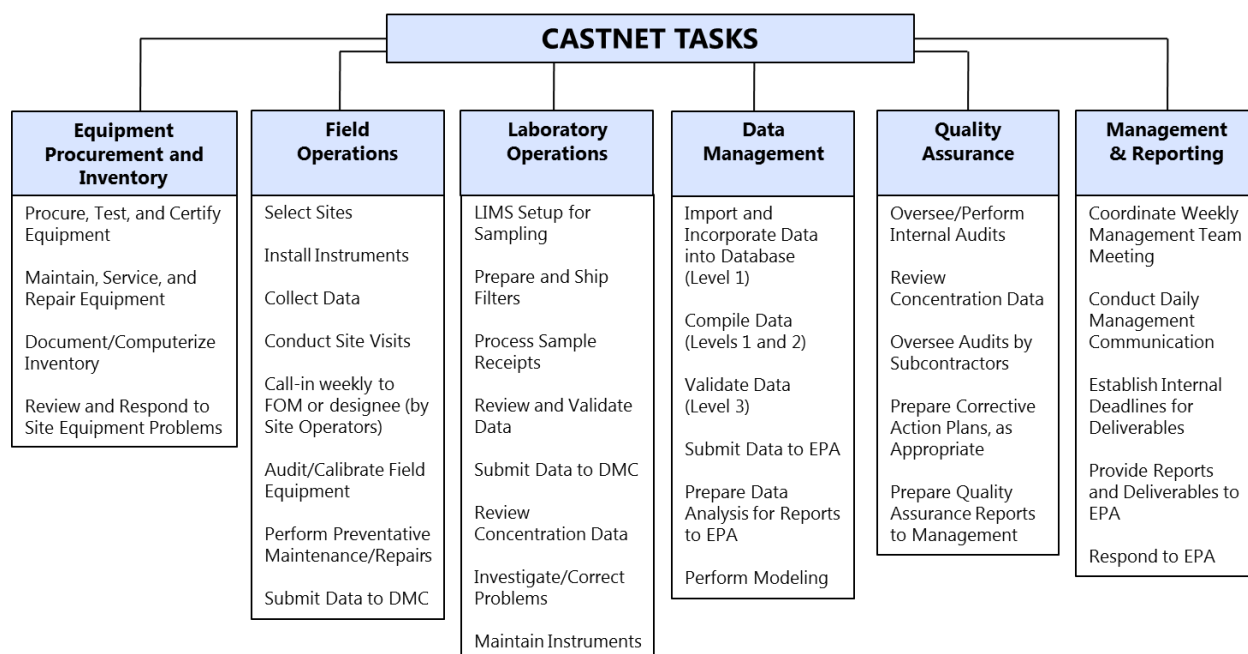 CASTNET TASKS
Equipment
Procurement and
Inventory
Procure, Test, and Certify
Equipment
Maintain, Service, and
Repair Equipment
Document/Computerize
Inventory
Review and Respond to
Site Equipment Problems
Field
Operations
Select Sites
Install Instruments
Collect Data
Conduct Site Visits
Call-in weekly to
FOM or designee (by
Site Operators)
Audit/Calibrate Field
Equipment
Perform Preventative
Maintenance/Repairs
Submit Data to DMC
Laboratory
Operations
LIMS Setup for
Sampling
Prepare and Ship
Filters
Process Sample
Receipts
Review and Validate
Data
Submit Data to DMC
Review
Concentration Data
Investigate/Correct
Problems
Maintain Instruments
Data
Management
Import and
Incorporate Data
into Database
(Level 1)
Compile Data
(Levels 1 and 2)
Validate Data
(Level 3)
Submit Data to EPA
Prepare Data
Analysis for Reports
to EPA
Perform Modeling
Quality
Assurance
Oversee/Perform
Internal Audits
Review
Concentration Data
Oversee Audits by
Subcontractors
Prepare Corrective
Action Plans, as
Appropriate
Prepare Quality
Assurance Reports
to Management
Management
& Reporting
Coordinate Weekly
Management Team
Meeting
Conduct Daily
Management
Communication
Establish Internal
Deadlines for
Deliverables
Provide Reports
and Deliverables to
EPA
Respond to EPA